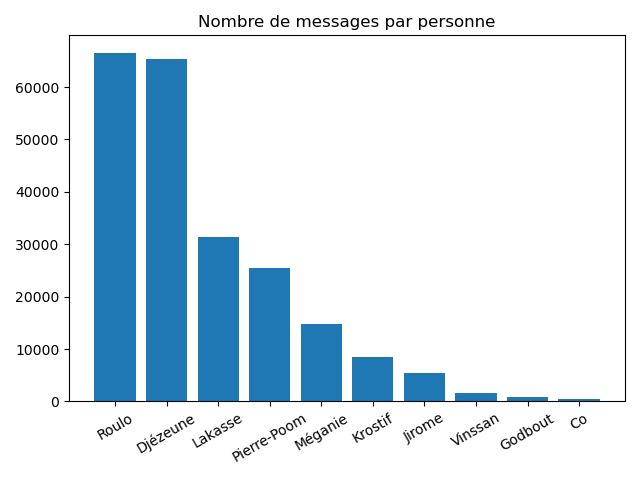 Nombre de messages par personne
60000
50000
40000
30000
20000
10000
0
Roulo
Djézeune
Lakasse
Pierre-Poom
Méganie
Krostif
Jirome
Vinssan
Godbout
Co